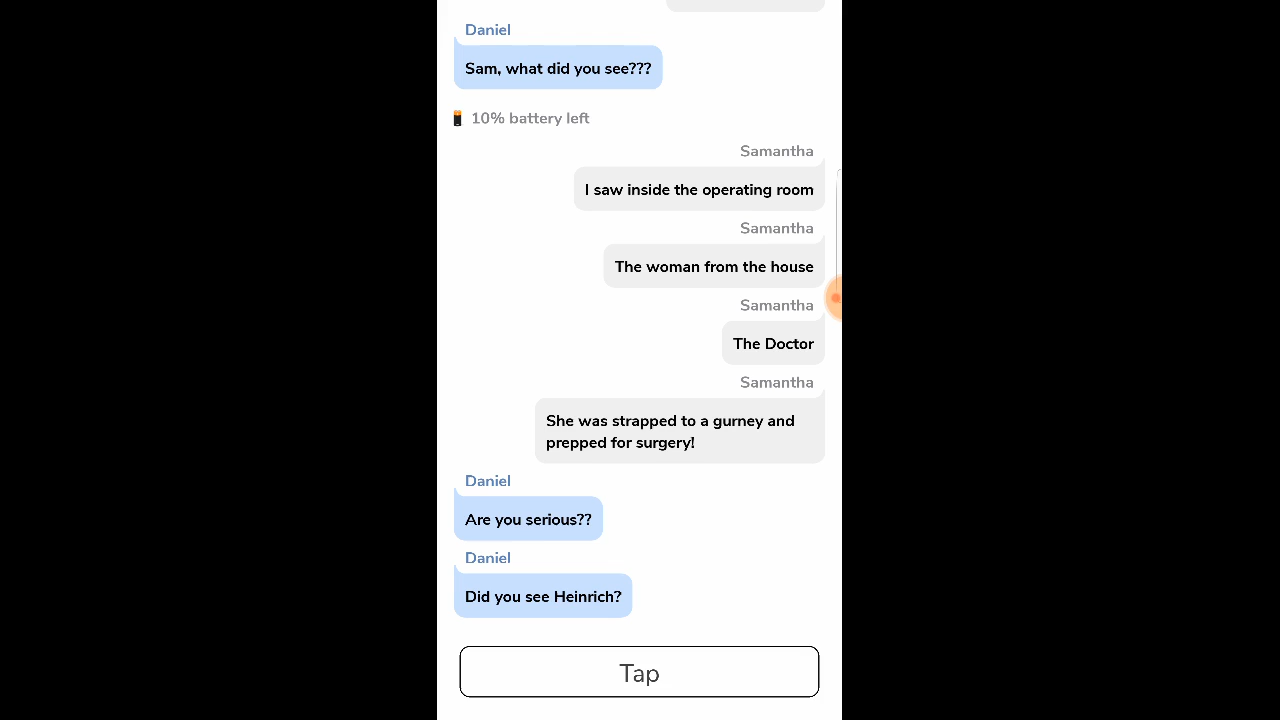 Daniel
Sam, what did you see???
10% battery left
Samantha
I saw inside the operating room
Samantha
The woman from the house
Samantha
The Doctor
Samantha
She was strapped to a gurney and
prepped for surgery!
Daniel
Are you serious??
Daniel
Did you see Heinrich?
Tap